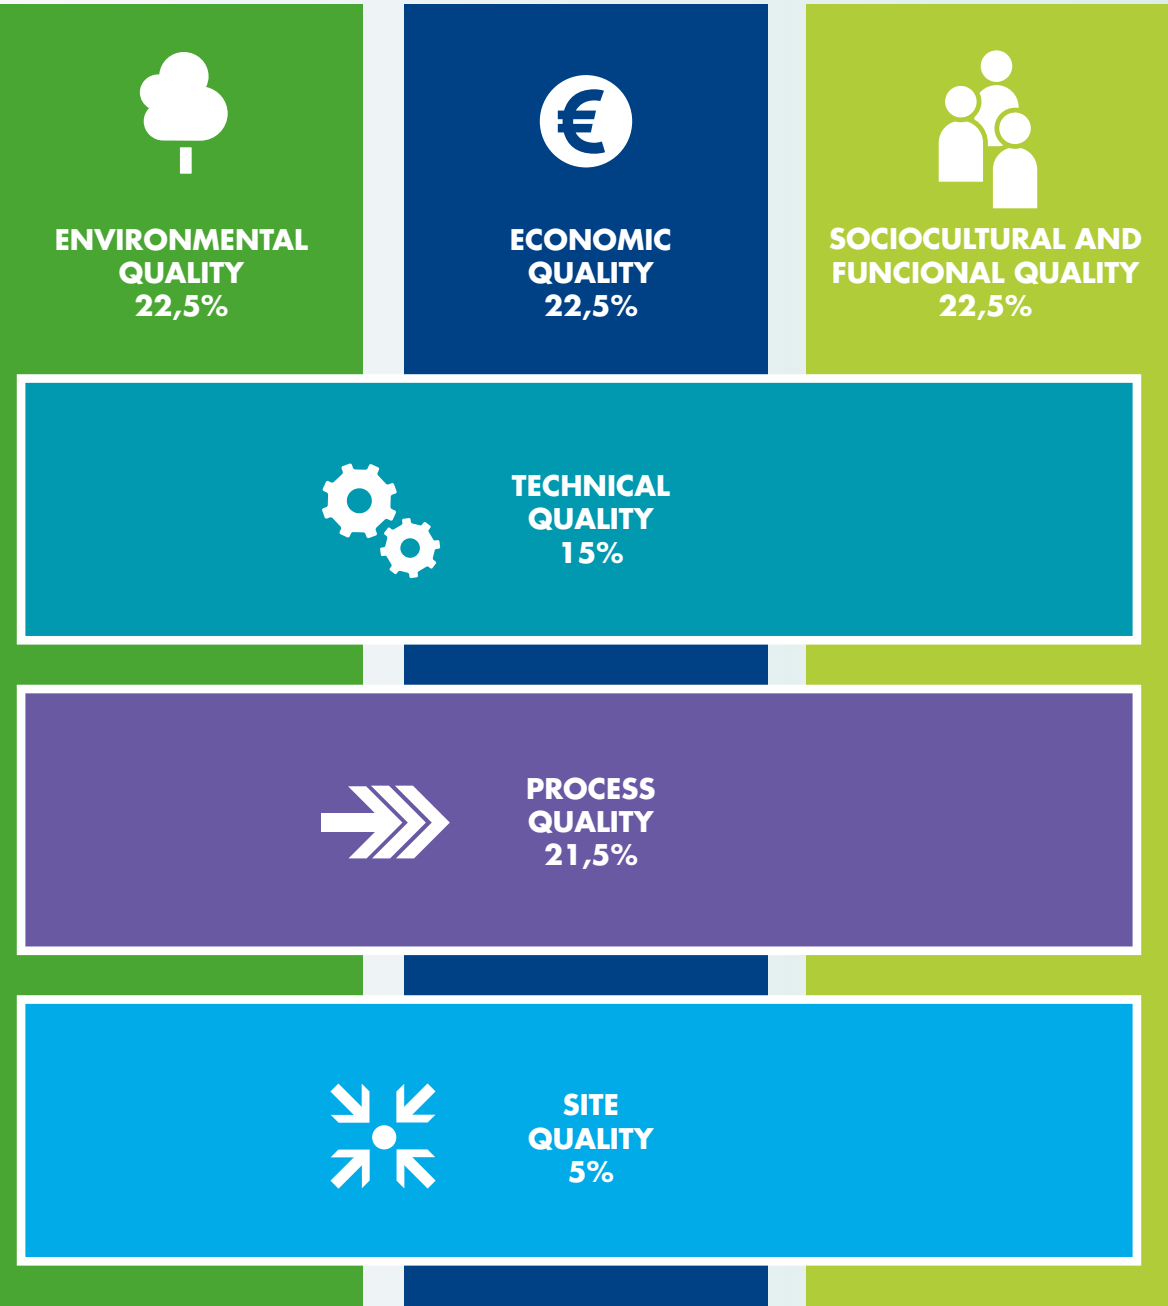 ENVIRONMENTAL
QUALITY
22,5%
ECONOMIC
QUALITY
22,5%
SOCIOCULTURAL AND
FUNCIONAL QUALITY
22,5%
TECHNICAL
QUALITY
15%
PROCESS
QUALITY
21,5%
SITE
QUALITY
5%